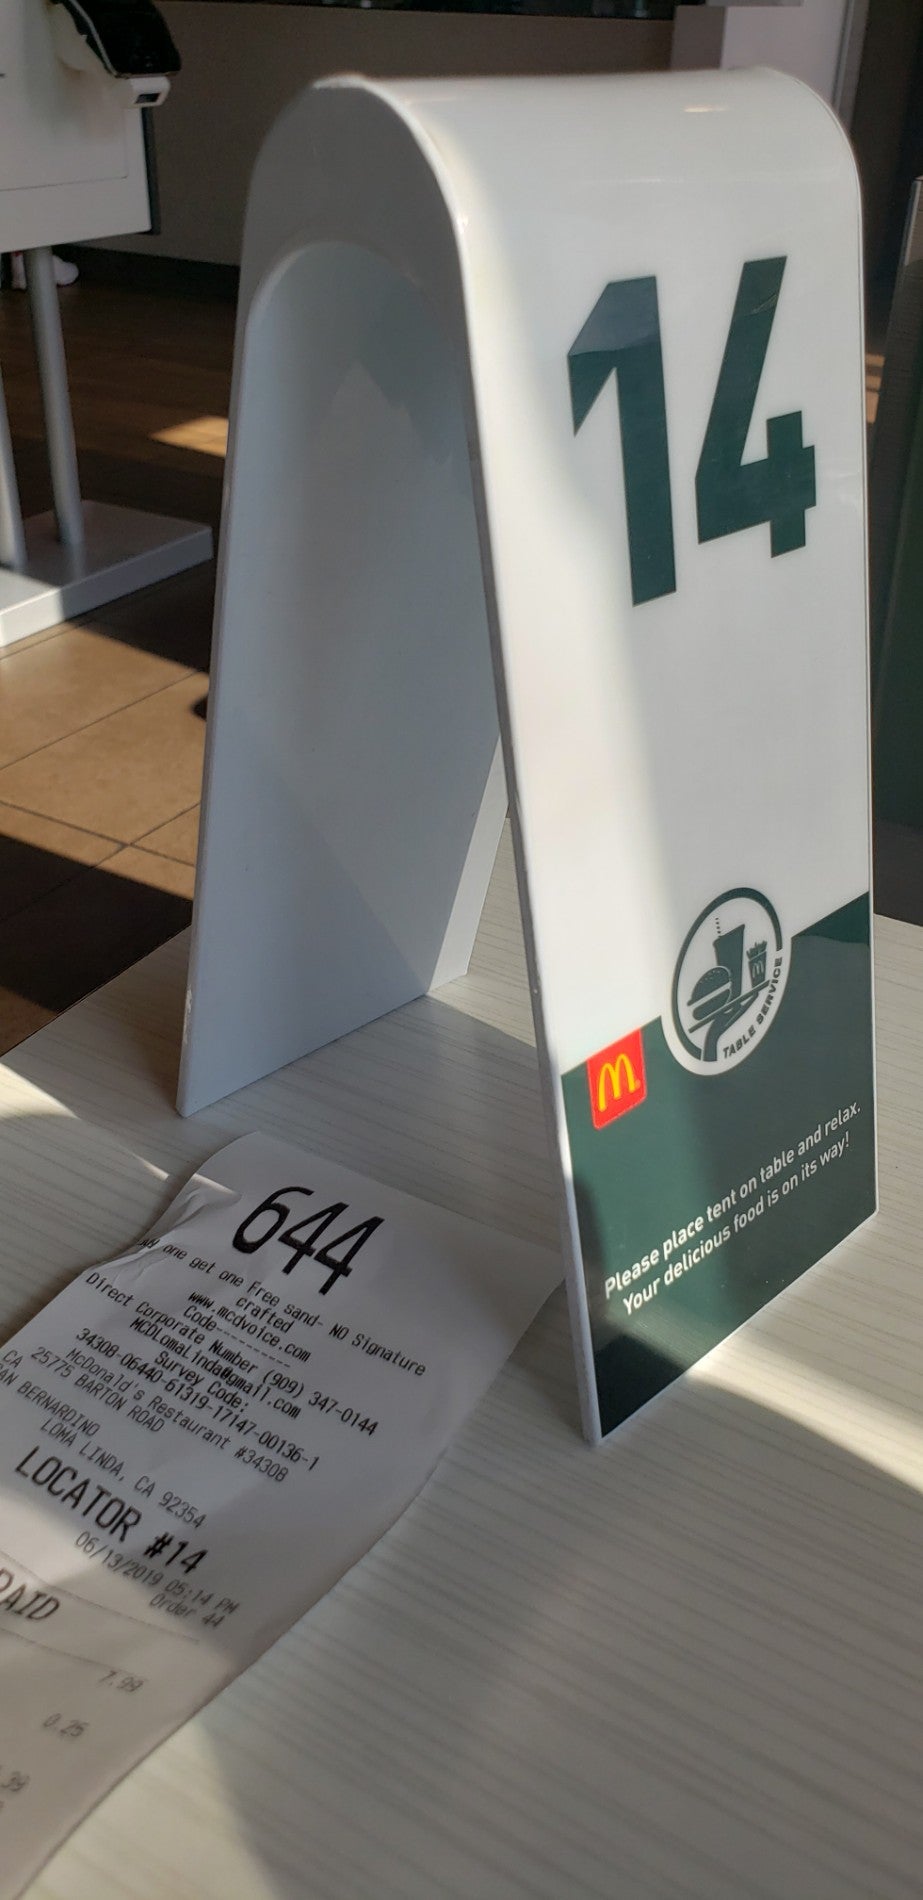 14
TABLE SERVICE
M
Please place tent on table and relax.
Your delicious food is on its way!
644
one get one Free sand- NO Signature
crafted
www.mcdvoice.com
Code----------
Direct Corporate Number (909) 347-0144
MCDLomaLinda@gmail.com
Survey Code:
34308-06440-61319-17147-00136-1
McDonald's Restaurant #34308
25775 BARTON ROAD
CA
BERNARDINO
LOMA LINDA, CA 92354
LOCATOR #14
06/13/2019 05:14 PM
Order 44
PAID
7.99
0.25
.39